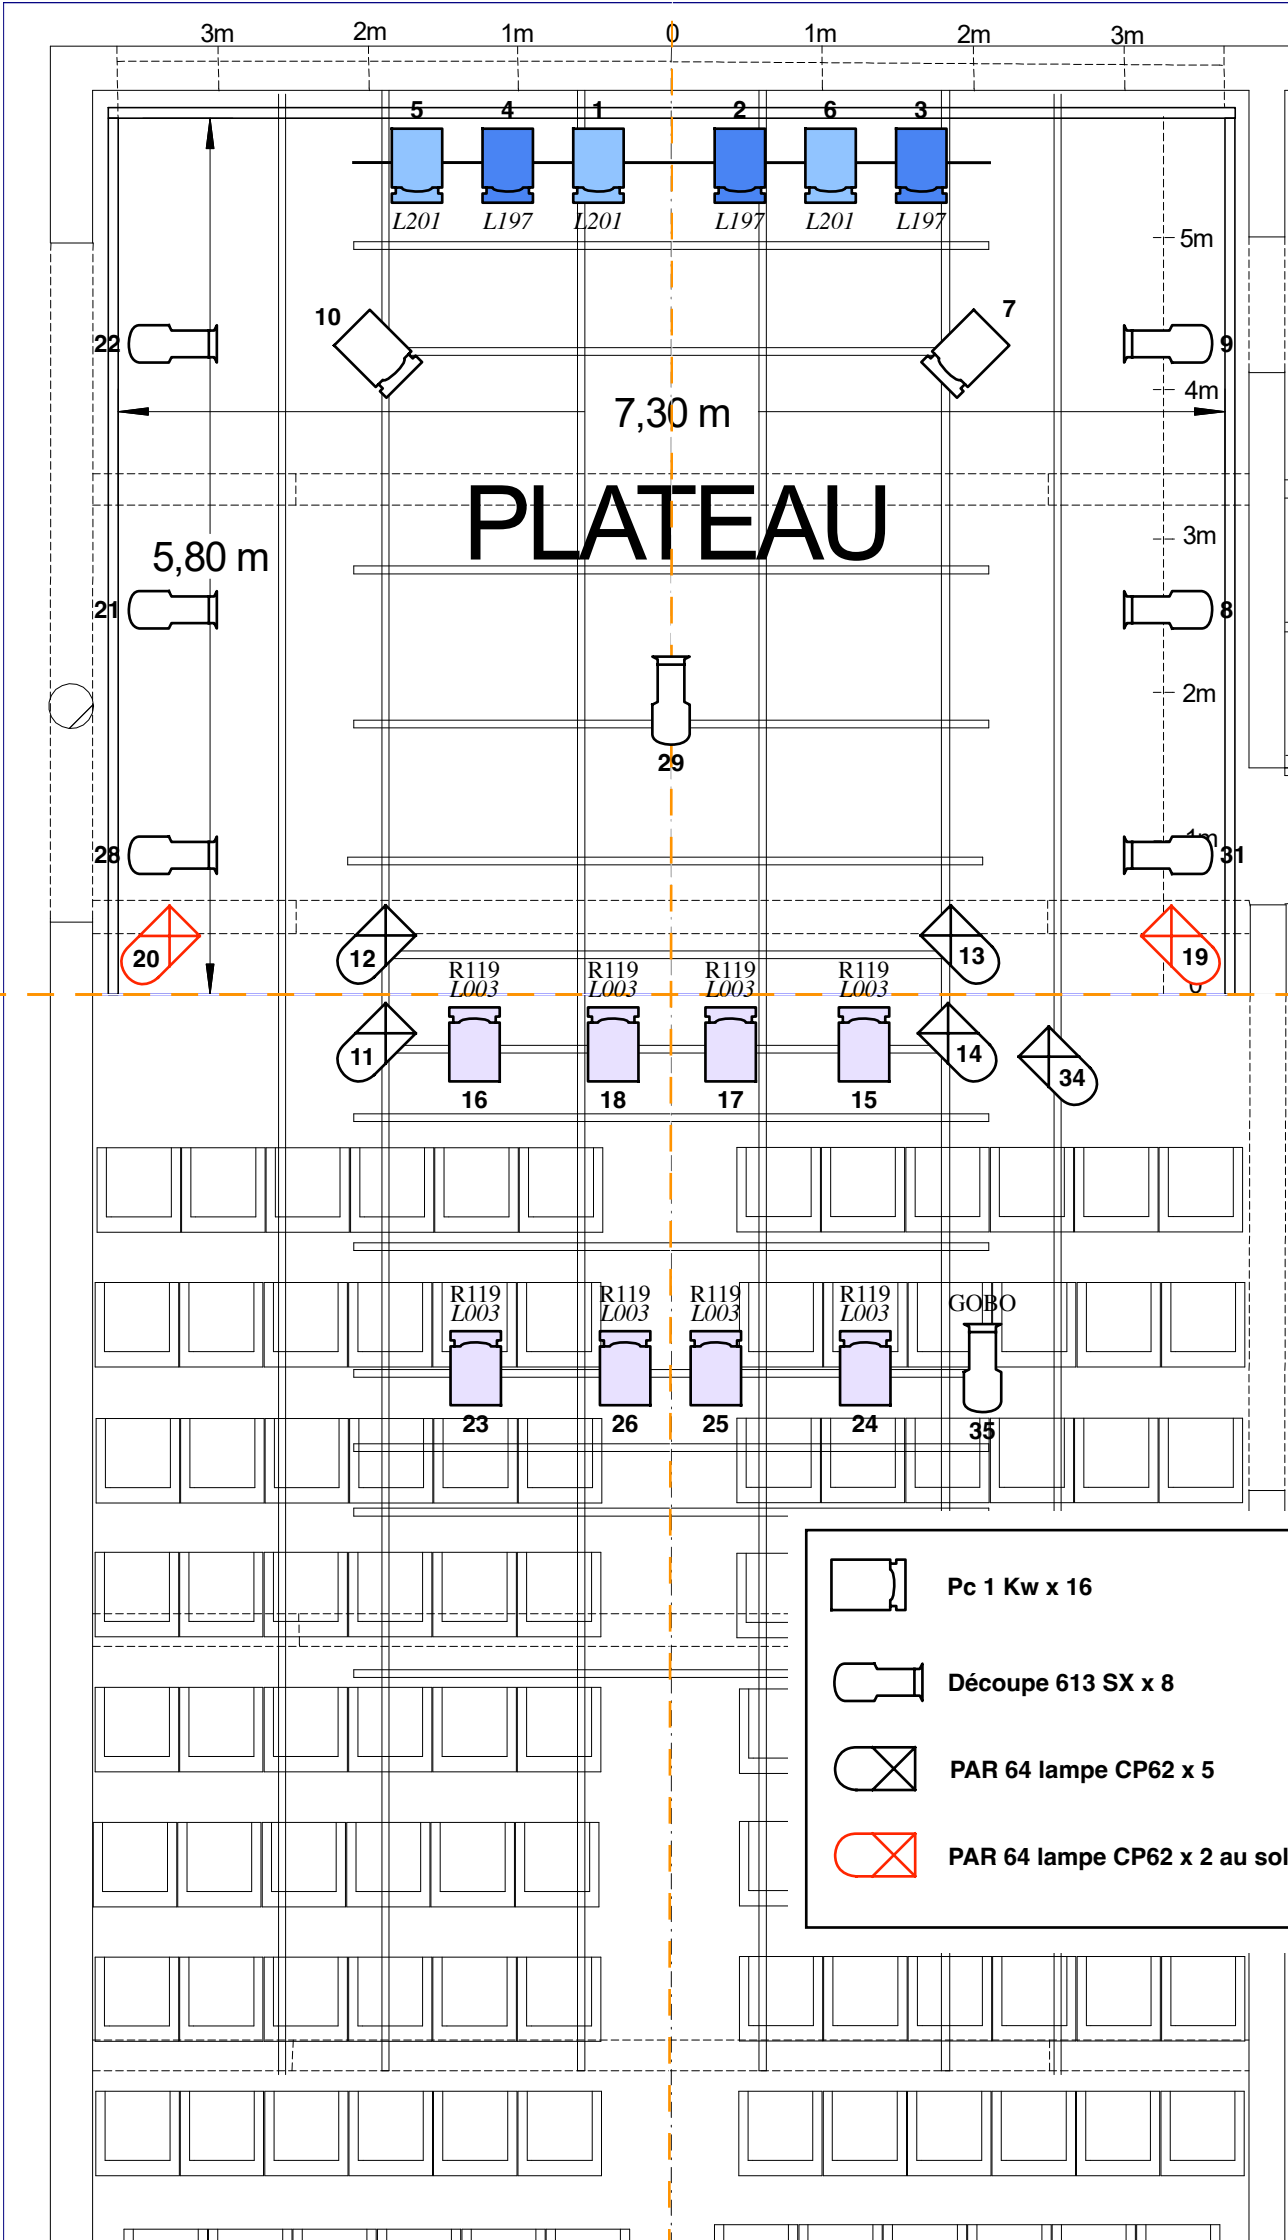 3m 2m 1m 0 1m 2m 3m
5 4 1 2 6 3
L201 L197 L201 L197 L201 L197
5m
10 7
22 9
4m
7,30 m
PLATEAU
3m
5,80 m
21 8
2m
29
1m
28 31
20 12 13 19
R119 R119 R119 R119
L003 L003 L003 L003
0
11 14 34
16 18 17 15
R119 R119 R119 R119 GOBO
L003 L003 L003 L003
23 26 25 24 35
Pc 1 Kw x 16
Découpe 613 SX x 8
PAR 64 lampe CP62 x 5
PAR 64 lampe CP62 x 2 au sol